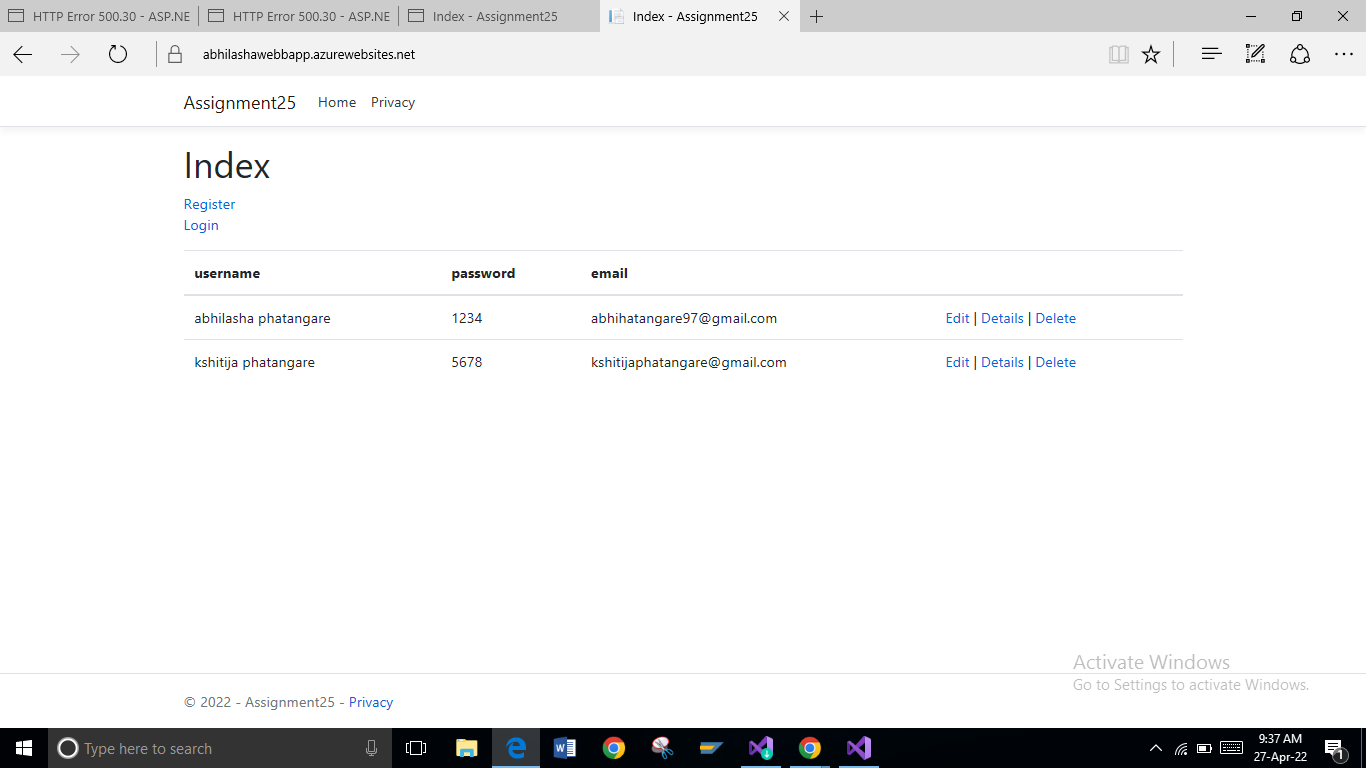 HTTP Error 500.30 - ASP.NE HTTP Error 500.30 - ASP.NE Index - Assignment25 Index - Assignment25
abhilashawebbapp.azurewebsites.net
Assignment25 Home Privacy
Index
Register
Login
username password email
abhilasha phatangare 1234 abhihatangare97@gmail.com Edit | Details | Delete
kshitija phatangare 5678 kshitijaphatangare@gmail.com Edit | Details | Delete
Activate Windows
Go to Settings to activate Windows.
© 2022 - Assignment25 - Privacy
Type here to search 9:37 AM
27-Apr-22 1